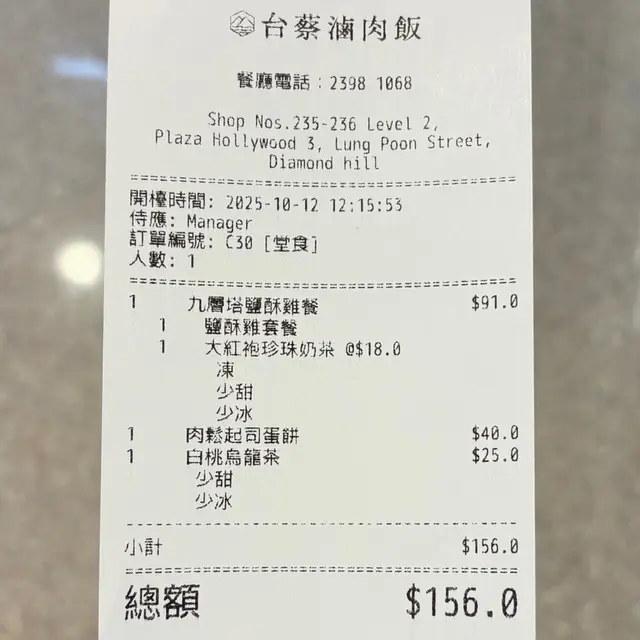 台蔡滷肉飯
餐廳電話：2398 1068
Shop Nos.235-236 Level 2,
Plaza Hollywood 3, Lung Poon Street,
Diamond hill
開檯時間: 2025-10-12 12:15:53
侍應: Manager
訂單編號: C30 [堂食]
人數: 1
1 九層塔鹽酥雞餐 $91.0
1 鹽酥雞套餐
1 大紅袍珍珠奶茶 @$18.0
凍
少甜
少冰
1 肉鬆起司蛋餅 $40.0
1 白桃烏龍茶 $25.0
少甜
少冰
小計 $156.0
總額 $156.0